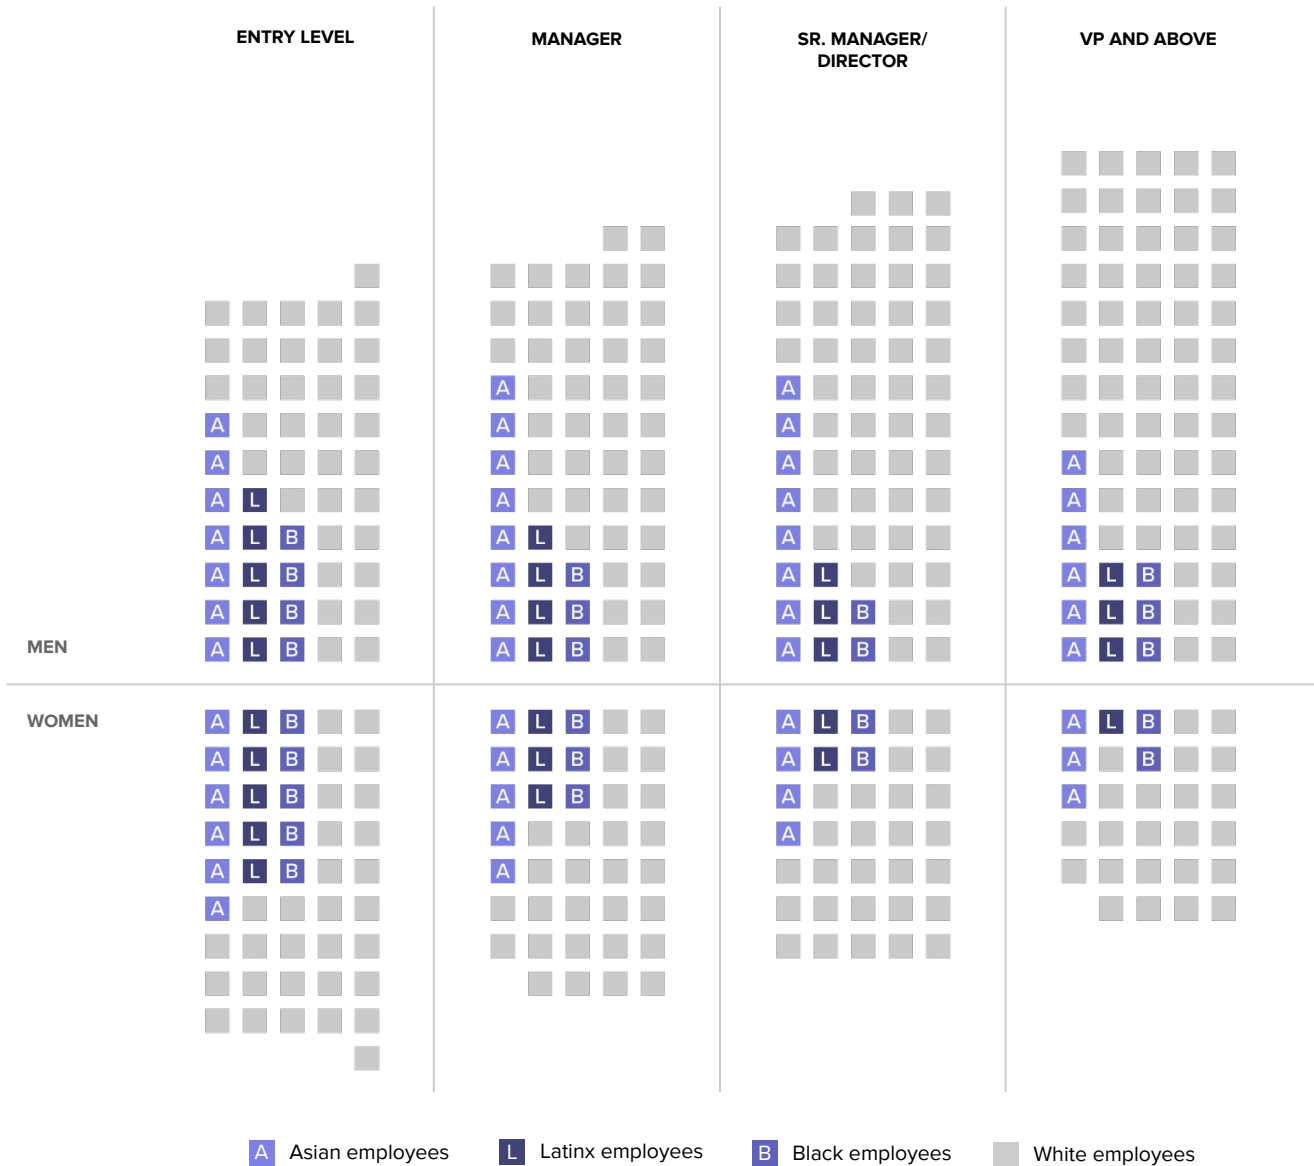 ENTRY LEVEL MANAGER SR. MANAGER/ VP AND ABOVE
DIRECTOR
A A
A A A
A A A A
A L A A A
A L B A L A A
A L B A L B A L A L B
A L B A L B A L B A L B
MEN A L B A L B A L B A L B
WOMEN A L B A L B A L B A L B
A L B A L B A L B A B
A L B A L B A A
A L B A A
A L B A
A
A Asian employees L Latinx employees B Black employees White employees